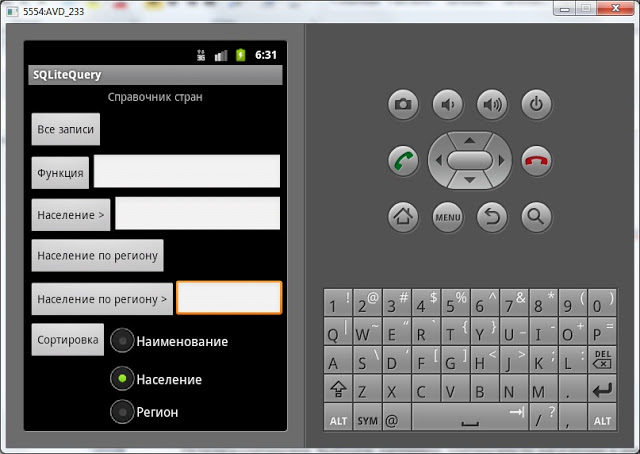 5554:AVD_233
3G 6:31
SQLiteQuery
Справочник стран
Все записи
Функция
Население >
Население по региону
Население по региону >
Сортировка
Наименование
Население
Регион
MENU
1 ! 2 @ 3 # 4 $ 5 % 6 ^ 7 & 8 * 9 ( 0 )
Q | W ~ E " R ` T { Y } U _ I - O + P =
A S \ D ' F [ G ] H < J > K ; L : DEL
Z X C V B N M .
ALT SYM @ / ? , ALT